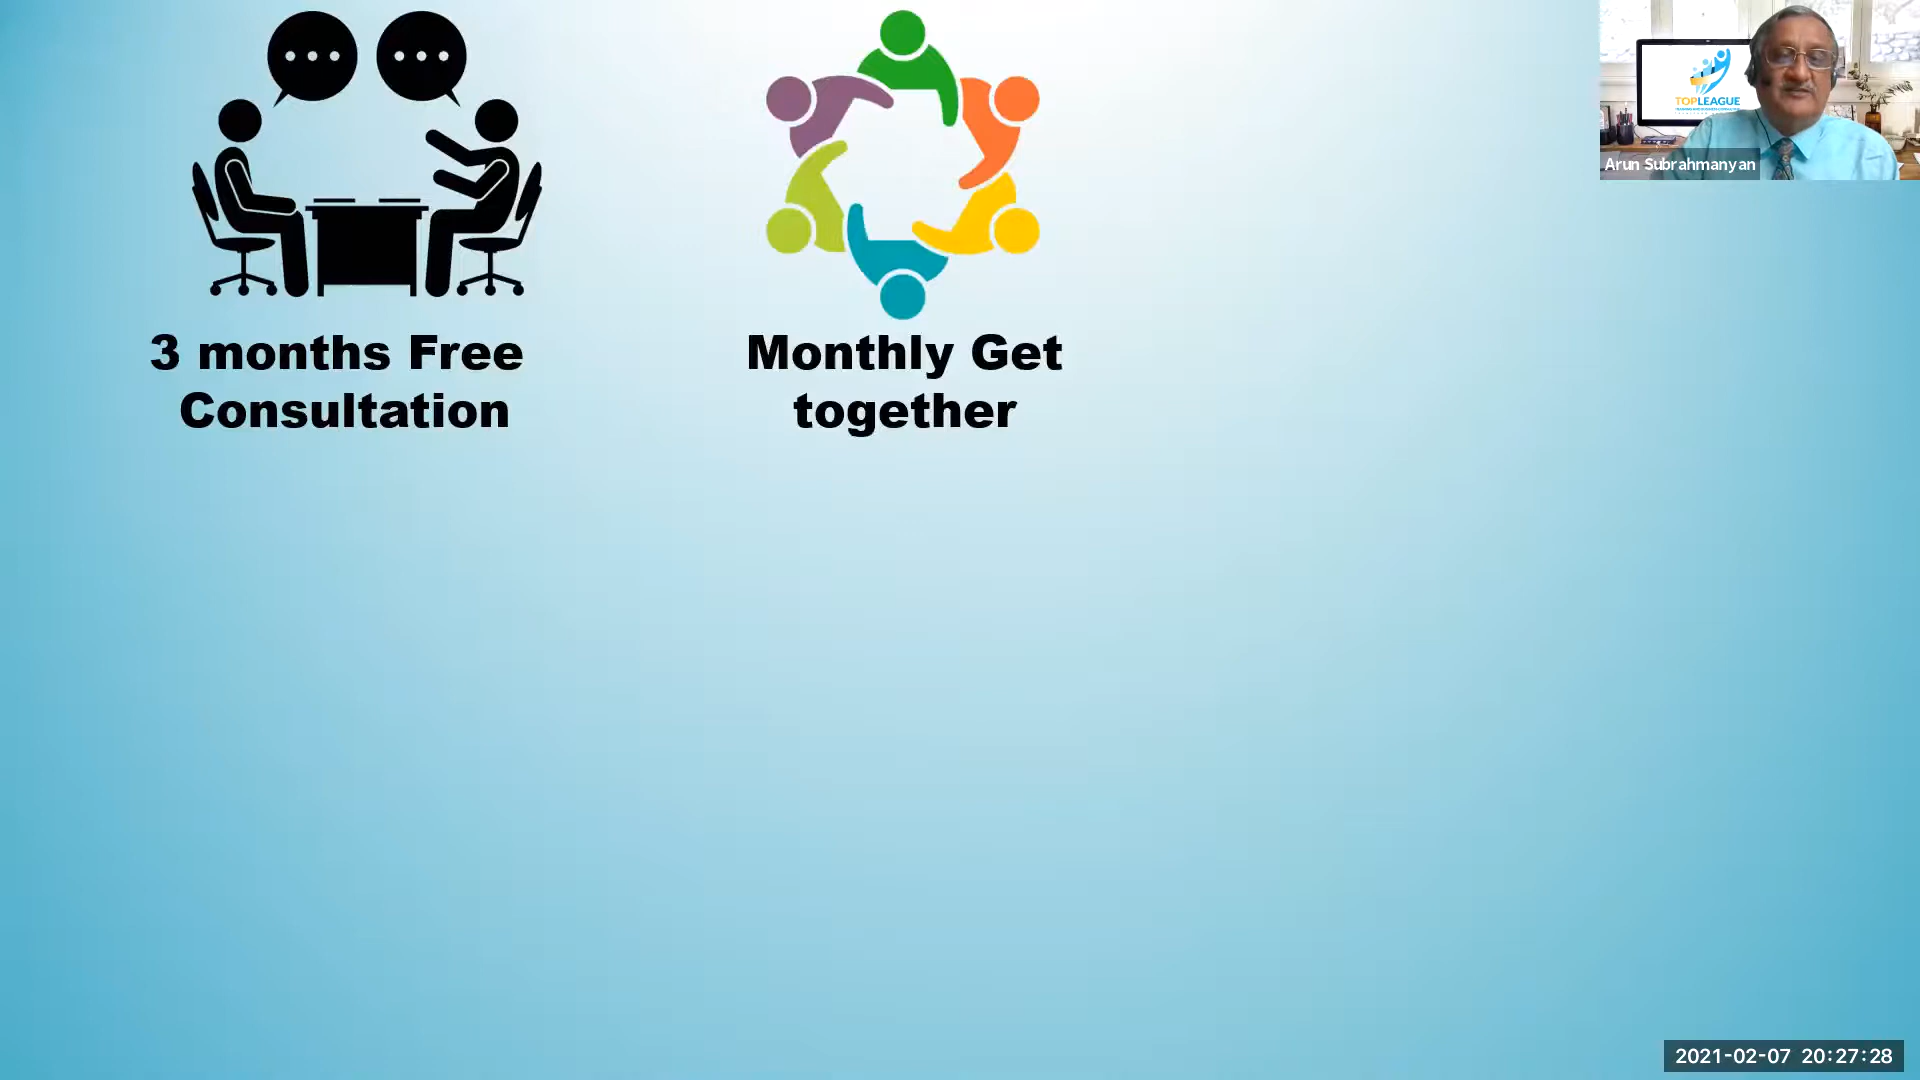 3 months Free
Consultation
Monthly Get
together
TOPLEAGUE
Arun Subrahmanyan
2021-02-07 20:27:28